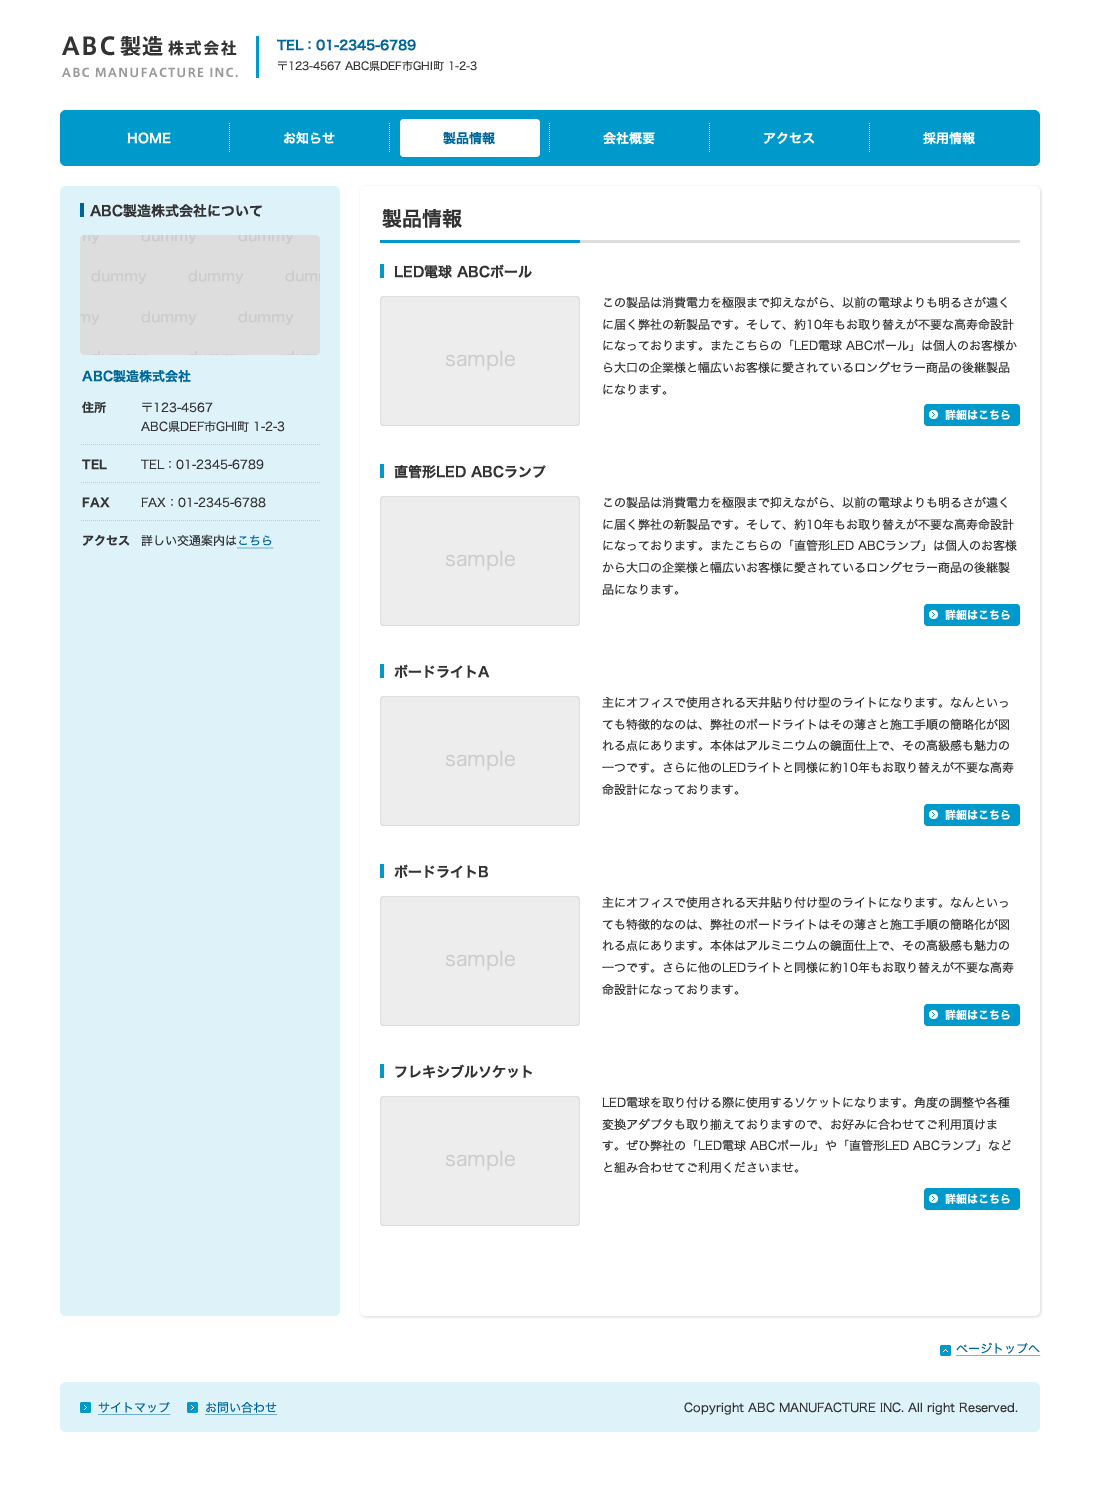 ABC製造株式会社
ABC MANUFACTURE INC.
TEL：01-2345-6789
〒123-4567 ABC県DEF市GHI町 1-2-3
HOME
お知らせ
製品情報
会社概要
アクセス
採用情報
ABC製造株式会社について
dummy dummy
dummy dummy
dummy dummy
ABC製造株式会社
住所 〒123-4567
ABC県DEF市GHI町 1-2-3
TEL TEL：01-2345-6789
FAX FAX：01-2345-6788
アクセス 詳しい交通案内はこちら
製品情報
LED電球 ABCボール
sample
この製品は消費電力を極限まで抑えながら、以前の電球よりも明るさが遠く
に届く弊社の新製品です。そして、約10年もお取り替えが不要な高寿命設計
になっております。またこちらの「LED電球 ABCボール」は個人のお客様か
ら大口の企業様と幅広いお客様に愛されているロングセラー商品の後継製品
になります。
詳細はこちら
直管形LED ABCランプ
sample
この製品は消費電力を極限まで抑えながら、以前の電球よりも明るさが遠く
に届く弊社の新製品です。そして、約10年もお取り替えが不要な高寿命設計
になっております。またこちらの「直管形LED ABCランプ」は個人のお客様
から大口の企業様と幅広いお客様に愛されているロングセラー商品の後継製
品になります。
詳細はこちら
ボードライトA
sample
主にオフィスで使用される天井貼り付け型のライトになります。なんといっ
ても特徴的なのは、弊社のボードライトはその薄さと施工手順の簡略化が図
れる点にあります。本体はアルミニウムの鏡面仕上で、その高級感も魅力の
一つです。さらに他のLEDライトと同様に約10年もお取り替えが不要な高寿
命設計になっております。
詳細はこちら
ボードライトB
sample
主にオフィスで使用される天井貼り付け型のライトになります。なんといっ
ても特徴的なのは、弊社のボードライトはその薄さと施工手順の簡略化が図
れる点にあります。本体はアルミニウムの鏡面仕上で、その高級感も魅力の
一つです。さらに他のLEDライトと同様に約10年もお取り替えが不要な高寿
命設計になっております。
詳細はこちら
フレキシブルソケット
sample
LED電球を取り付ける際に使用するソケットになります。角度の調整や各種
変換アダプタも取り揃えておりますので、お好みに合わせてご利用頂けま
す。ぜひ弊社の「LED電球 ABCボール」や「直管形LED ABCランプ」など
と組み合わせてご利用くださいませ。
詳細はこちら
ページトップへ
サイトマップ
お問い合わせ
Copyright ABC MANUFACTURE INC. All right Reserved.